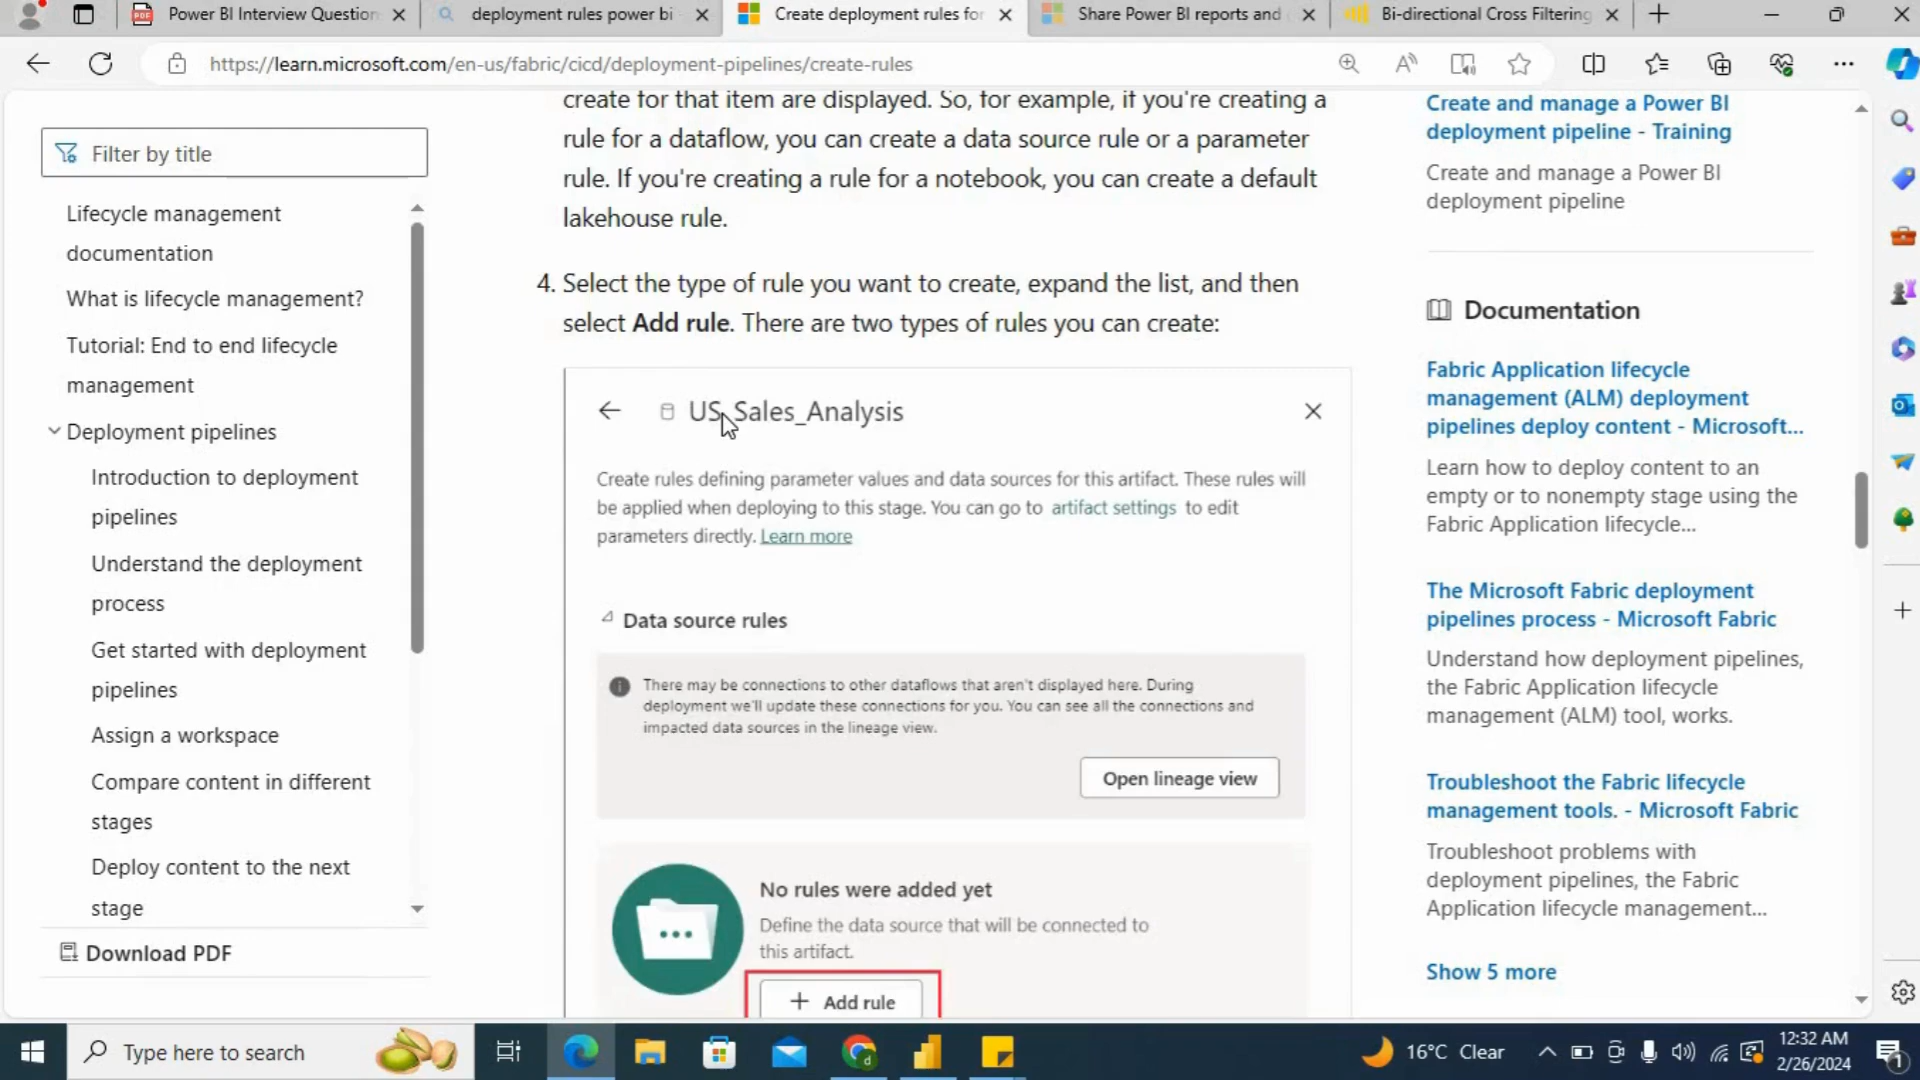 Power BI Interview Question
deployment rules power bi
Create deployment rules for
Share Power BI reports and
Bi-directional Cross Filtering
https://learn.microsoft.com/en-us/fabric/cicd/deployment-pipelines/create-rules
Filter by title
Lifecycle management
documentation
What is lifecycle management?
Tutorial: End to end lifecycle
management
Deployment pipelines
Introduction to deployment
pipelines
Understand the deployment
process
Get started with deployment
pipelines
Assign a workspace
Compare content in different
stages
Deploy content to the next
stage
Download PDF
create for that item are displayed. So, for example, if you're creating a
rule for a dataflow, you can create a data source rule or a parameter
rule. If you're creating a rule for a notebook, you can create a default
lakehouse rule.
4. Select the type of rule you want to create, expand the list, and then
select Add rule. There are two types of rules you can create:
US_Sales_Analysis
Create rules defining parameter values and data sources for this artifact. These rules will
be applied when deploying to this stage. You can go to artifact settings to edit
parameters directly. Learn more
Data source rules
There may be connections to other dataflows that aren't displayed here. During
deployment we'll update these connections for you. You can see all the connections and
impacted data sources in the lineage view.
Open lineage view
No rules were added yet
Define the data source that will be connected to
this artifact.
+ Add rule
Create and manage a Power BI
deployment pipeline - Training
Create and manage a Power BI
deployment pipeline
Documentation
Fabric Application lifecycle
management (ALM) deployment
pipelines deploy content - Microsoft...
Learn how to deploy content to an
empty or to nonempty stage using the
Fabric Application lifecycle...
The Microsoft Fabric deployment
pipelines process - Microsoft Fabric
Understand how deployment pipelines,
the Fabric Application lifecycle
management (ALM) tool, works.
Troubleshoot the Fabric lifecycle
management tools. - Microsoft Fabric
Troubleshoot problems with
deployment pipelines, the Fabric
Application lifecycle management...
Show 5 more
Type here to search
16°C Clear
12:32 AM
2/26/2024
1